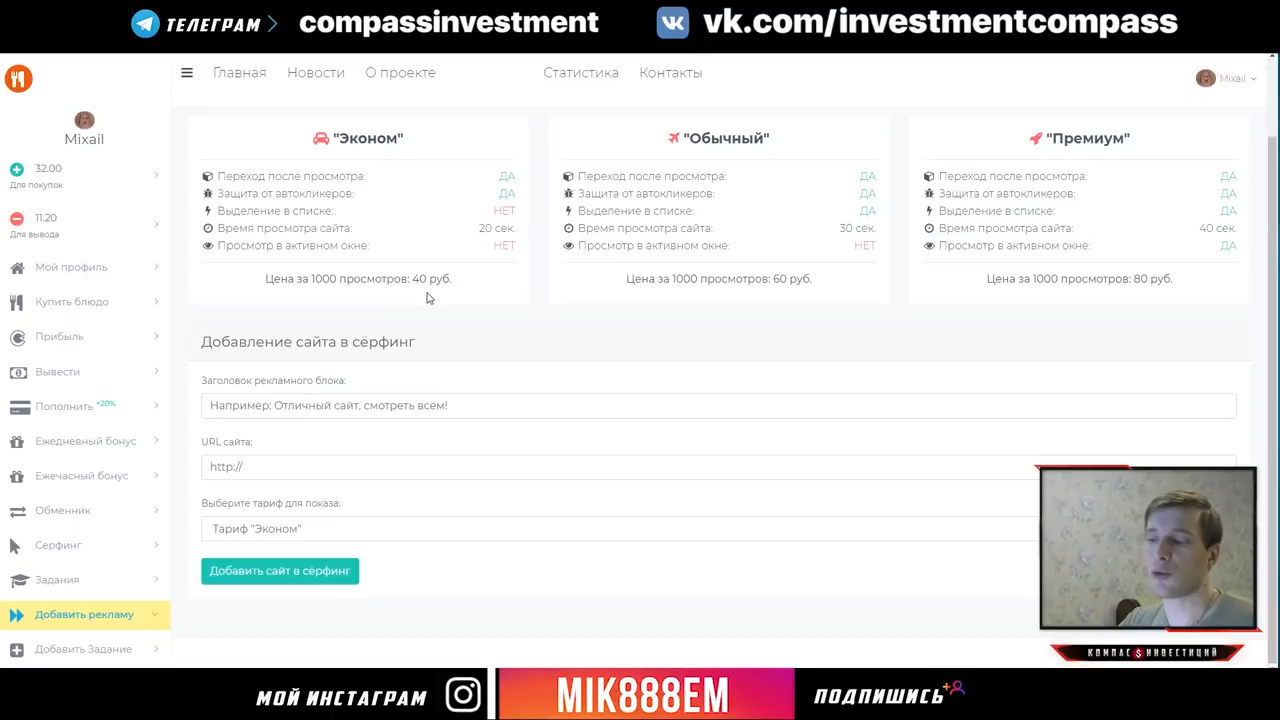 ТЕЛЕГРАМ compassinvestment vk.com/investmentcompass
Главная Новости О проекте Статистика Контакты Mixail
Mixail
32.00
Для покупок
11.20
Для вывода
Мой профиль
Купить блюдо
Прибыль
Вывести
Пополнить +20%
Ежедневный бонус
Ежечасный бонус
Обменник
Серфинг
Задания
Добавить рекламу
Добавить Задание
"Эконом"
Переход после просмотра: ДА
Защита от автокликеров: ДА
Выделение в списке: НЕТ
Время просмотра сайта: 20 сек.
Просмотр в активном окне: НЕТ
Цена за 1000 просмотров: 40 руб.
"Обычный"
Переход после просмотра: ДА
Защита от автокликеров: ДА
Выделение в списке: ДА
Время просмотра сайта: 30 сек.
Просмотр в активном окне: НЕТ
Цена за 1000 просмотров: 60 руб.
"Премиум"
Переход после просмотра: ДА
Защита от автокликеров: ДА
Выделение в списке: ДА
Время просмотра сайта: 40 сек.
Просмотр в активном окне: ДА
Цена за 1000 просмотров: 80 руб.
Добавление сайта в сёрфинг
Заголовок рекламного блока:
Например: Отличный сайт, смотреть всем!
URL сайта:
http://
Выберите тариф для показа:
Тариф "Эконом"
Добавить сайт в сёрфинг
КОМПАС $ ИНВЕСТИЦИЙ
МОЙ ИНСТАГРАМ MIK888EM ПОДПИШИСЬ